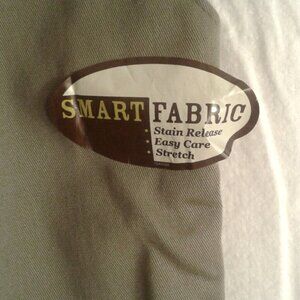 SMART FABRIC
Stain Release
Easy Care
Stretch